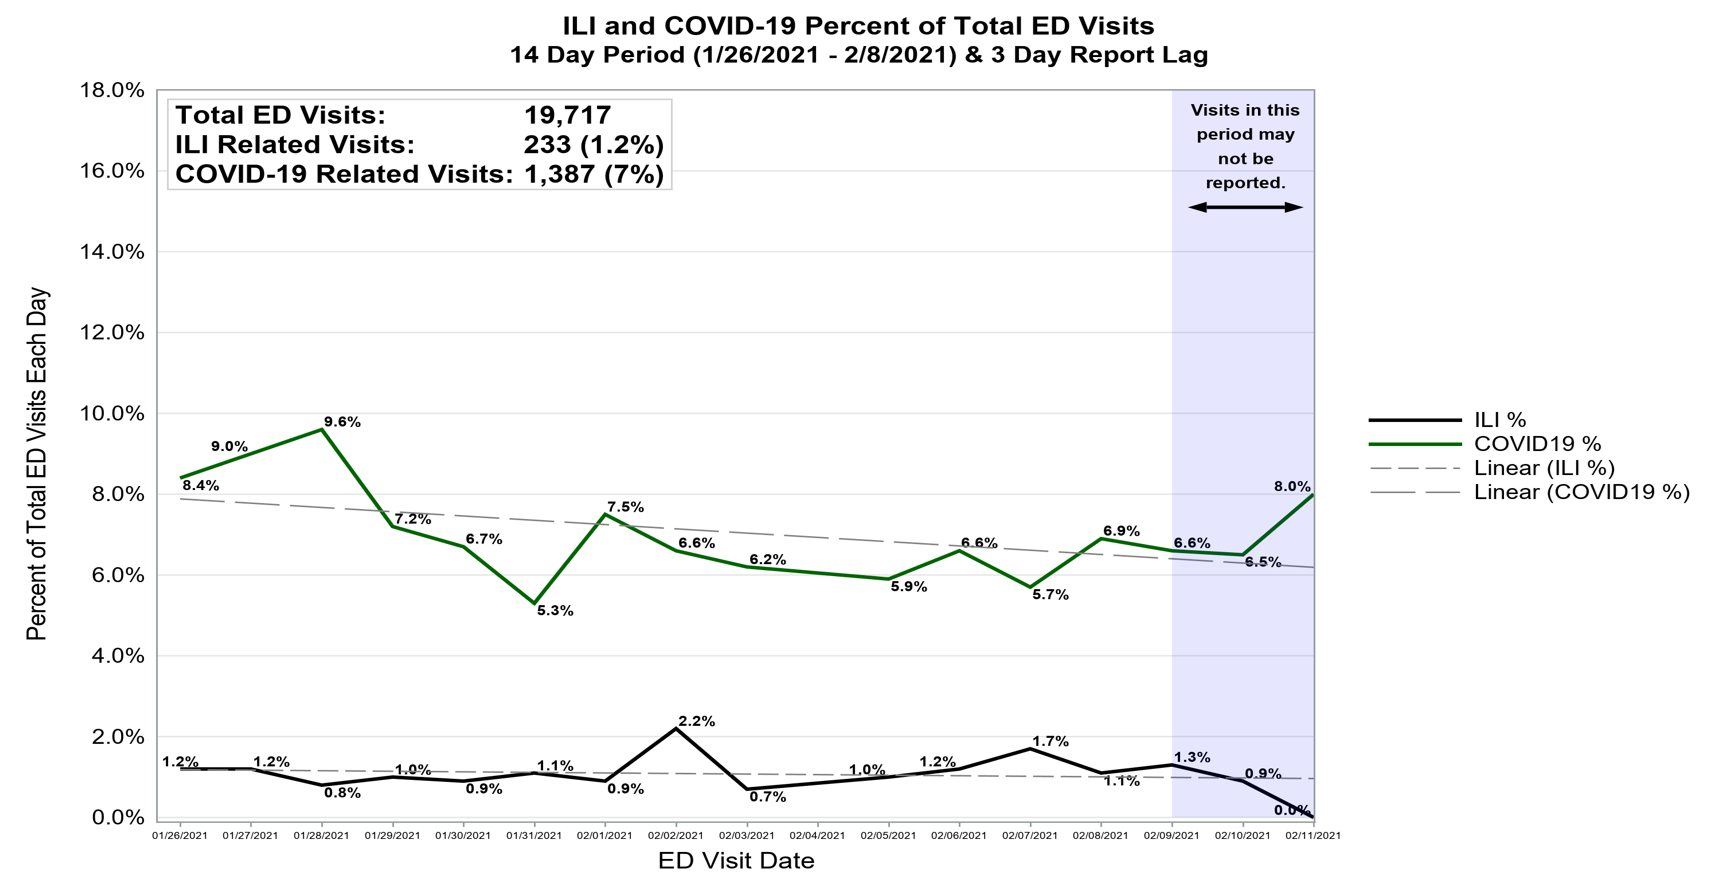 ILI and COVID-19 Percent of Total ED Visits
14 Day Period (1/26/2021 - 2/8/2021) & 3 Day Report Lag
Percent of Total ED Visits Each Day
18.0%
16.0%
14.0%
12.0%
10.0%
8.0%
6.0%
4.0%
2.0%
0.0%
Total ED Visits: 19,717
ILI Related Visits: 233 (1.2%)
COVID-19 Related Visits: 1,387 (7%)
Visits in this
period may
not be
reported.
8.4%
9.0%
9.6%
7.2%
6.7%
5.3%
7.5%
6.6%
6.2%
5.9%
6.6%
5.7%
6.9%
6.6%
6.5%
8.0%
1.2%
1.2%
0.8%
1.0%
0.9%
1.1%
0.9%
2.2%
0.7%
1.0%
1.2%
1.7%
1.1%
1.3%
0.9%
0.0%
01/26/2021 01/27/2021 01/28/2021 01/29/2021 01/30/2021 01/31/2021 02/01/2021 02/02/2021 02/03/2021 02/04/2021 02/05/2021 02/06/2021 02/07/2021 02/08/2021 02/09/2021 02/10/2021 02/11/2021
ED Visit Date
ILI %
COVID19 %
Linear (ILI %)
Linear (COVID19 %)